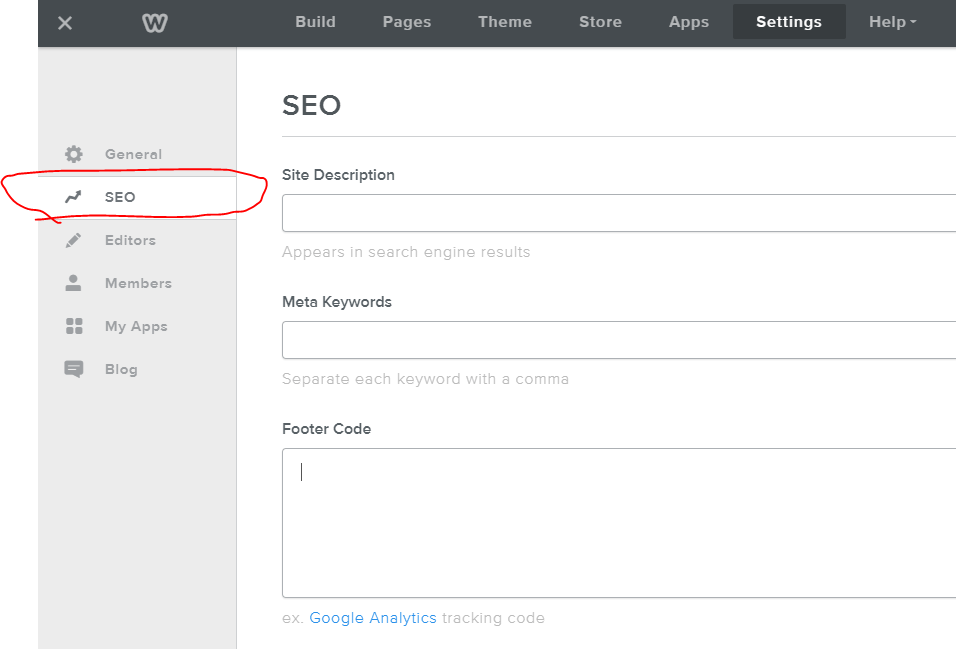 Build Pages Theme Store Apps Settings Help
General
SEO
Editors
Members
My Apps
Blog
SEO
Site Description
Appears in search engine results
Meta Keywords
Separate each keyword with a comma
Footer Code
ex. Google Analytics tracking code